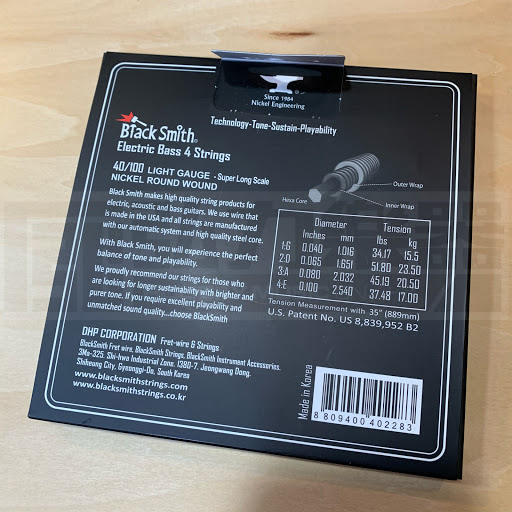 Since 1984
Nickel Engineering
®
Technology-Tone-Sustain-Playability
Black Smith®
Electric Bass 4 Strings
40/100 LIGHT GAUGE - Super Long Scale
NICKEL ROUND WOUND
Black Smith makes high quality string products for
electric, acoustic and bass guitars. We use wire that
is made in the USA and all strings are manufactured
with our automatic system and high quality steel core.
With Black Smith, you will experience the perfect
balance of tone and playability.
We proudly recommend our strings for those who
are looking for longer sustainability with brighter and
purer tone. If you require excellent playability and
unmatched sound quality...choose BlackSmith
DHP CORPORATION Fret-wire & Strings
BlackSmith Fret wire, BlackSmith Strings, BlackSmith Instrument Accessories.
3Ma-325, Shi-hwa Industrial Zone, 1380-7, Jeongwang Dong,
Shiheung City, Gyeonggi-Do, South Korea
www.blacksmithstrings.com
www.blacksmithstrings.co.kr
Outer Wrap
Hexa Core
Inner Wrap
Diameter Tension
Inches mm lbs kg
1:G 0.040 1.016 34.17 15.5
2:D 0.065 1.651 51.80 23.50
3:A 0.080 2.032 45.19 20.50
4:E 0.100 2.540 37.48 17.00
Tension Measurement with 35" (889mm)
U.S. Patent No. US 8,839,952 B2
Made in Korea
8 809400 402283